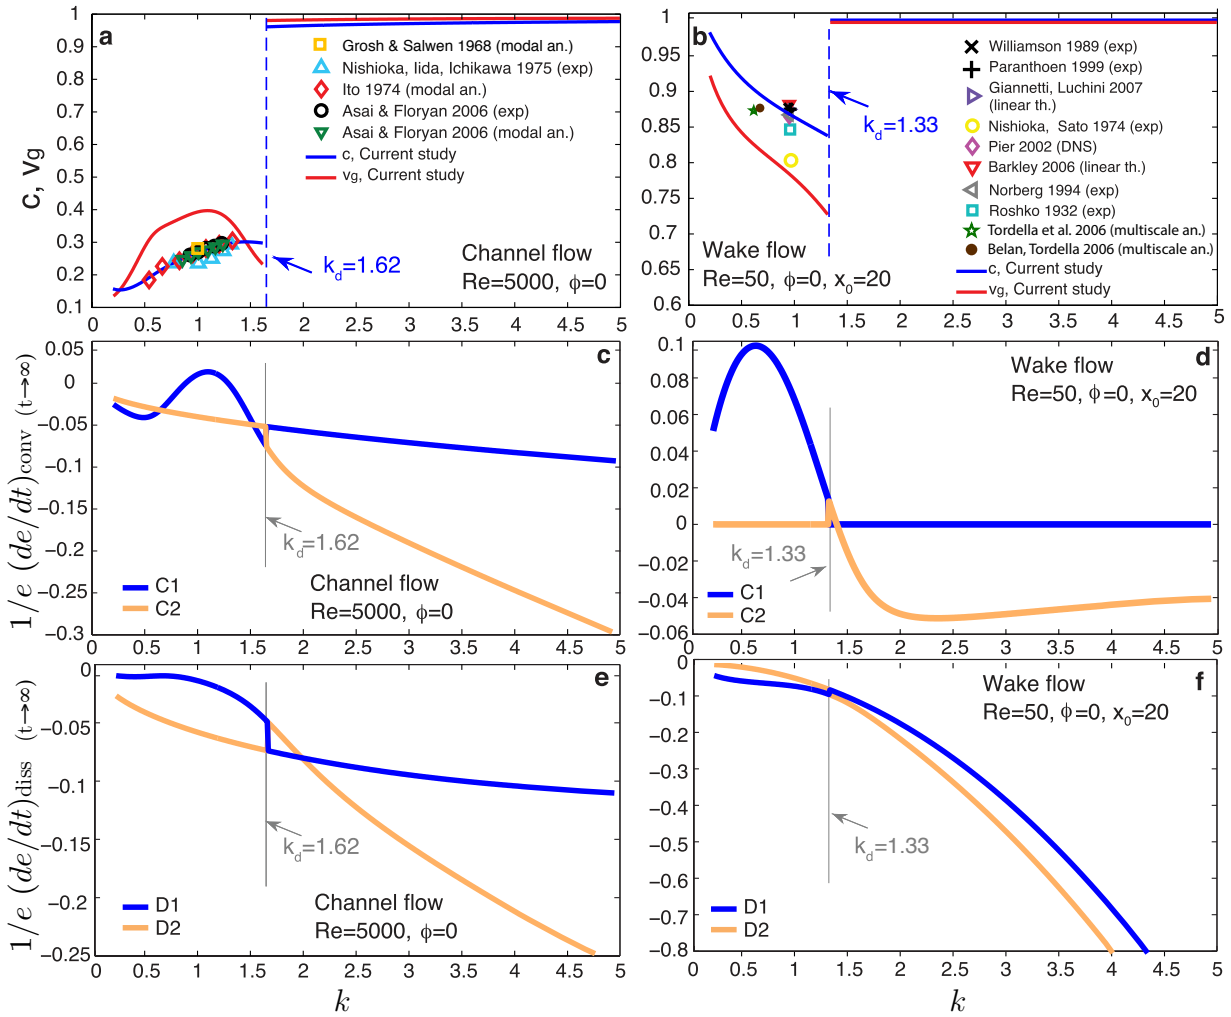 a
c, vg
1
0.9
0.8
0.7
0.6
0.5
0.4
0.3
0.2
0.1
Grosh & Salwen 1968 (modal an.)
Nishioka, Iida, Ichikawa 1975 (exp)
Ito 1974 (modal an.)
Asai & Floryan 2006 (exp)
Asai & Floryan 2006 (modal an.)
c, Current study
vg, Current study
Channel flow
Re=5000, ϕ=0
kd=1.62
0 0.5 1 1.5 2 2.5 3 3.5 4 4.5 5
b
1
0.95
0.9
0.85
0.8
0.75
0.7
0.65
0.6
Williamson 1989 (exp)
Paranthoen 1999 (exp)
Giannetti, Luchini 2007
(linear th.)
Nishioka, Sato 1974 (exp)
Pier 2002 (DNS)
Barkley 2006 (linear th.)
Norberg 1994 (exp)
Roshko 1932 (exp)
Tordella et al. 2006 (multiscale an.)
Belan, Tordella 2006 (multiscale an.)
c, Current study
vg, Current study
kd=1.33
Wake flow
Re=50, ϕ=0, x0=20
0 0.5 1 1.5 2 2.5 3 3.5 4 4.5 5
c
1/e (de/dt)conv (t→∞)
0.05
0
−0.05
−0.1
−0.15
−0.2
−0.25
−0.3
kd=1.62
C1
C2
Channel flow
Re=5000, ϕ=0
0 0.5 1 1.5 2 2.5 3 3.5 4 4.5 5
d
0.1
0.08
0.06
0.04
0.02
0
−0.02
−0.04
−0.06
Wake flow
Re=50, ϕ=0, x0=20
kd=1.33
C1
C2
0 0.5 1 1.5 2 2.5 3 3.5 4 4.5 5
e
1/e (de/dt)diss (t→∞)
0
−0.05
−0.1
−0.15
−0.2
−0.25
kd=1.62
D1
D2
Channel flow
Re=5000, ϕ=0
0 0.5 1 1.5 2 2.5 3 3.5 4 4.5 5
k
f
0
−0.1
−0.2
−0.3
−0.4
−0.5
−0.6
−0.7
−0.8
Wake flow
Re=50, ϕ=0, x0=20
kd=1.33
D1
D2
0 0.5 1 1.5 2 2.5 3 3.5 4 4.5 5
k